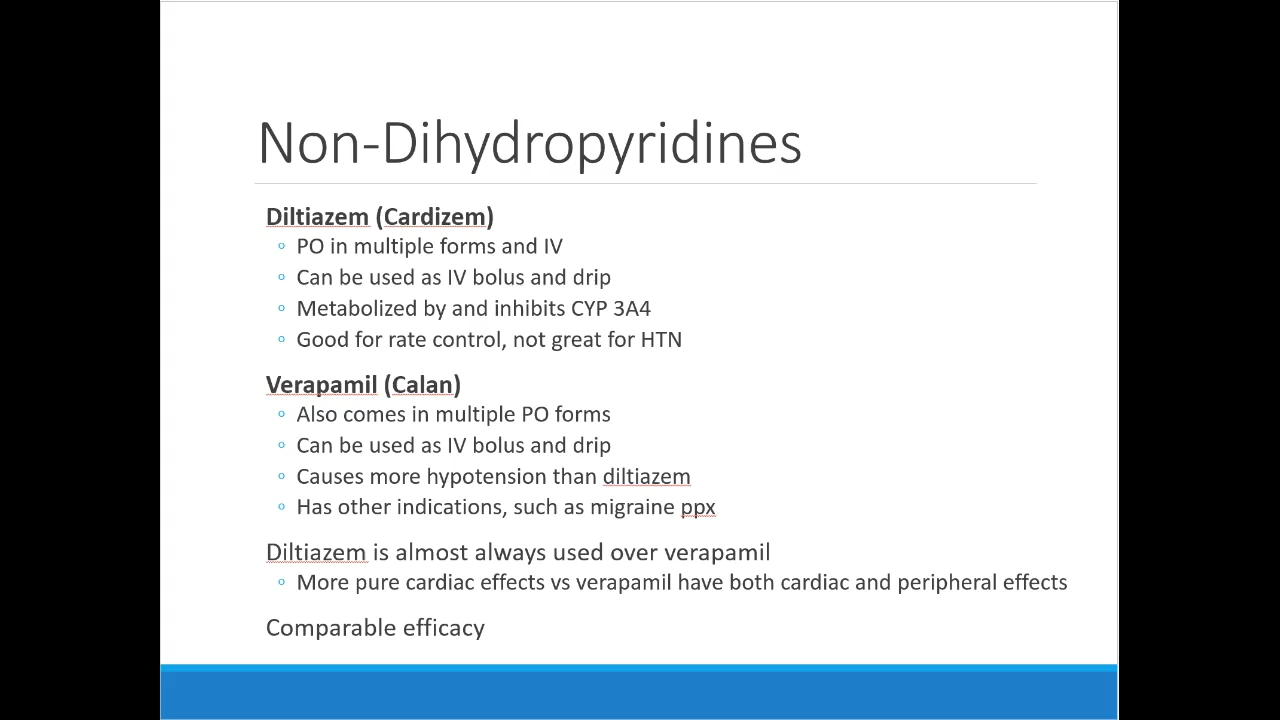 Non-Dihydropyridines
Diltiazem (Cardizem)
◦ PO in multiple forms and IV
◦ Can be used as IV bolus and drip
◦ Metabolized by and inhibits CYP 3A4
◦ Good for rate control, not great for HTN
Verapamil (Calan)
◦ Also comes in multiple PO forms
◦ Can be used as IV bolus and drip
◦ Causes more hypotension than diltiazem
◦ Has other indications, such as migraine ppx
Diltiazem is almost always used over verapamil
◦ More pure cardiac effects vs verapamil have both cardiac and peripheral effects
Comparable efficacy